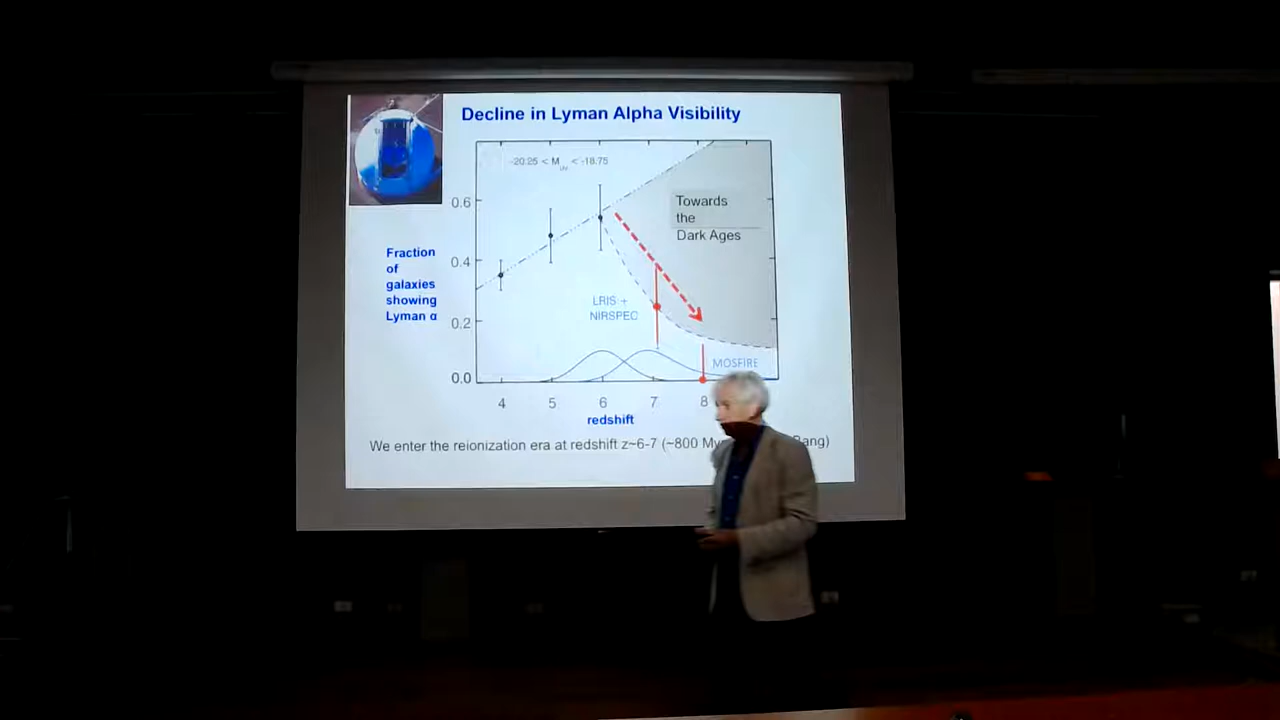 Decline in Lyman Alpha Visibility
-20.25 < M_UV < -18.75
Towards
the
Dark Ages
Fraction
of
galaxies
showing
Lyman α
0.6
0.4
0.2
0.0
LRIS +
NIRSPEC
MOSFIRE
4 5 6 7 8
redshift
We enter the reionization era at redshift z~6-7 (~800 Bang)